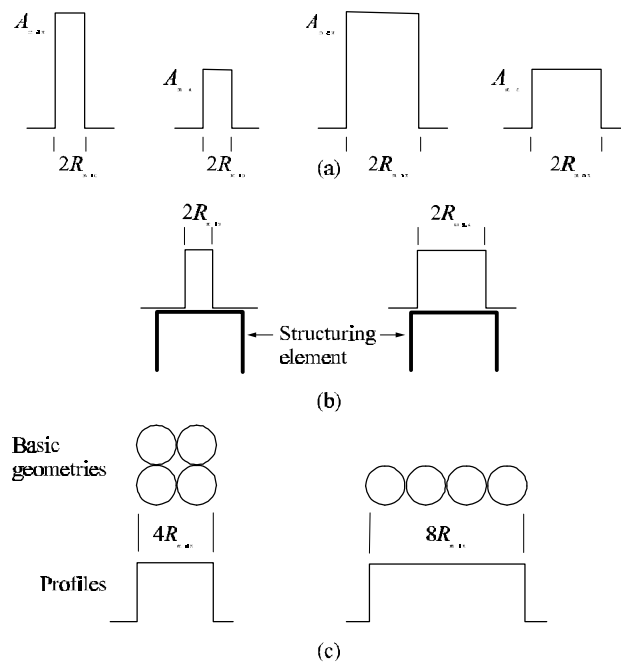 A A A A
2R 2R 2R 2R
(a)
2R 2R
Structuring
element
(b)
Basic
geometries
4R 8R
Profiles
(c)